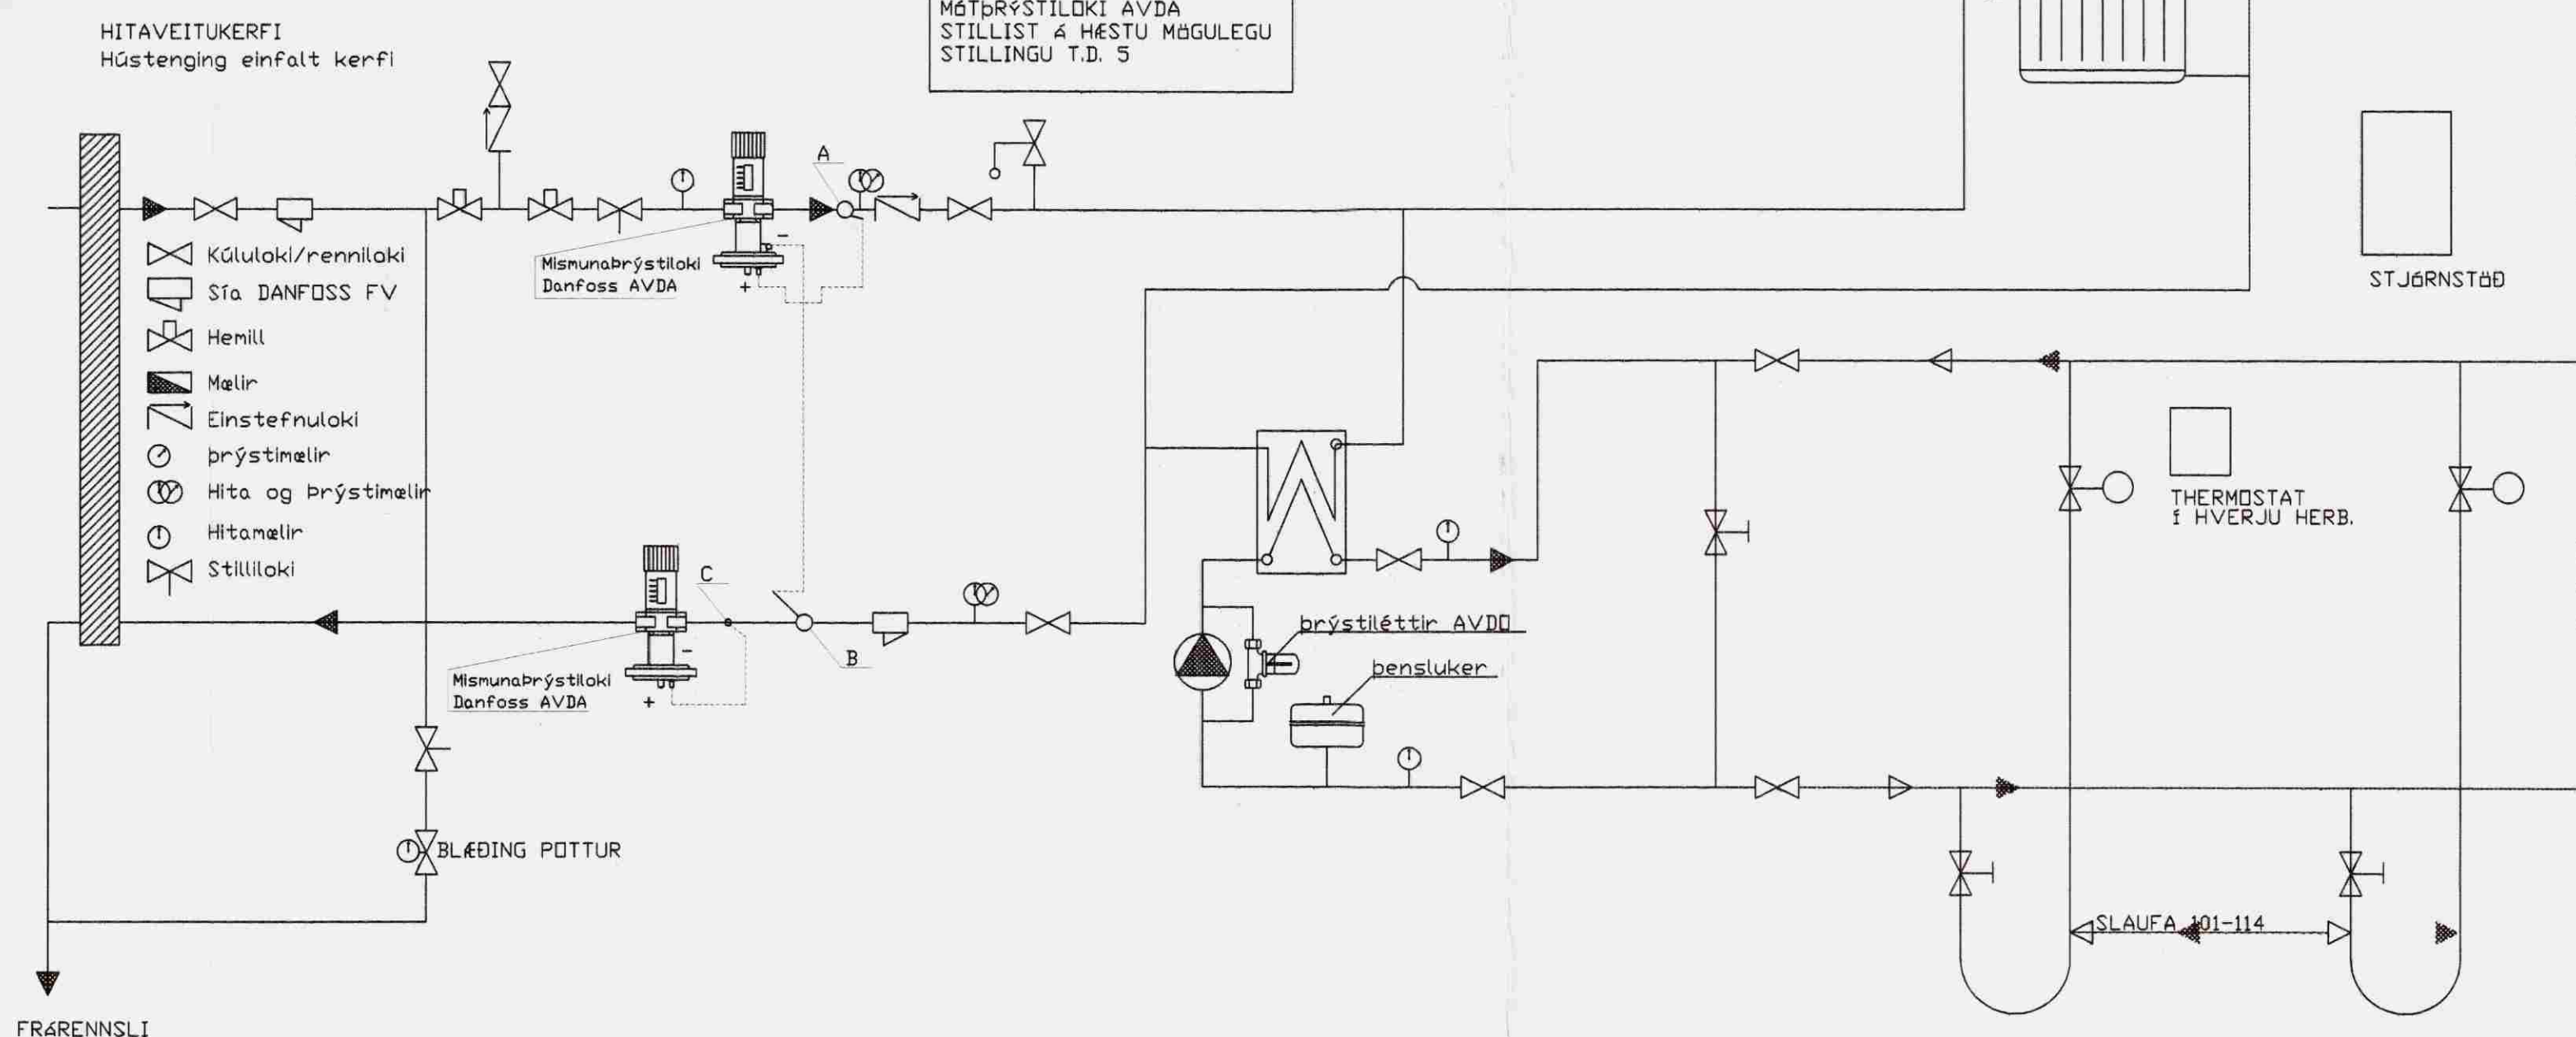 HITAVEITUKERFI
Hústenging einfalt kerfi
MÓTÞRÝSTILOKI AVDA
STILLIST Á HÆSTU MÖGULEGU
STILLINGU T.D. 5
A
-
Mismunaþrýstiloki
Danfoss AVDA
+
Kúluloki/renniloki
Sía DANFOSS FV
Hemill
Mælir
Einstefnuloki
Þrýstimælir
Hita og Þrýstimælir
Hitamælir
Stilliloki
STJÓRNSTÖÐ
THERMOSTAT
Í HVERJU HERB.
C
B
-
Mismunaþrýstiloki
Danfoss AVDA
+
Þrýstiléttir AVDO
Þensluker
BLÆÐING POTTUR
SLAUFA 101-114
FRÁRENNSLI